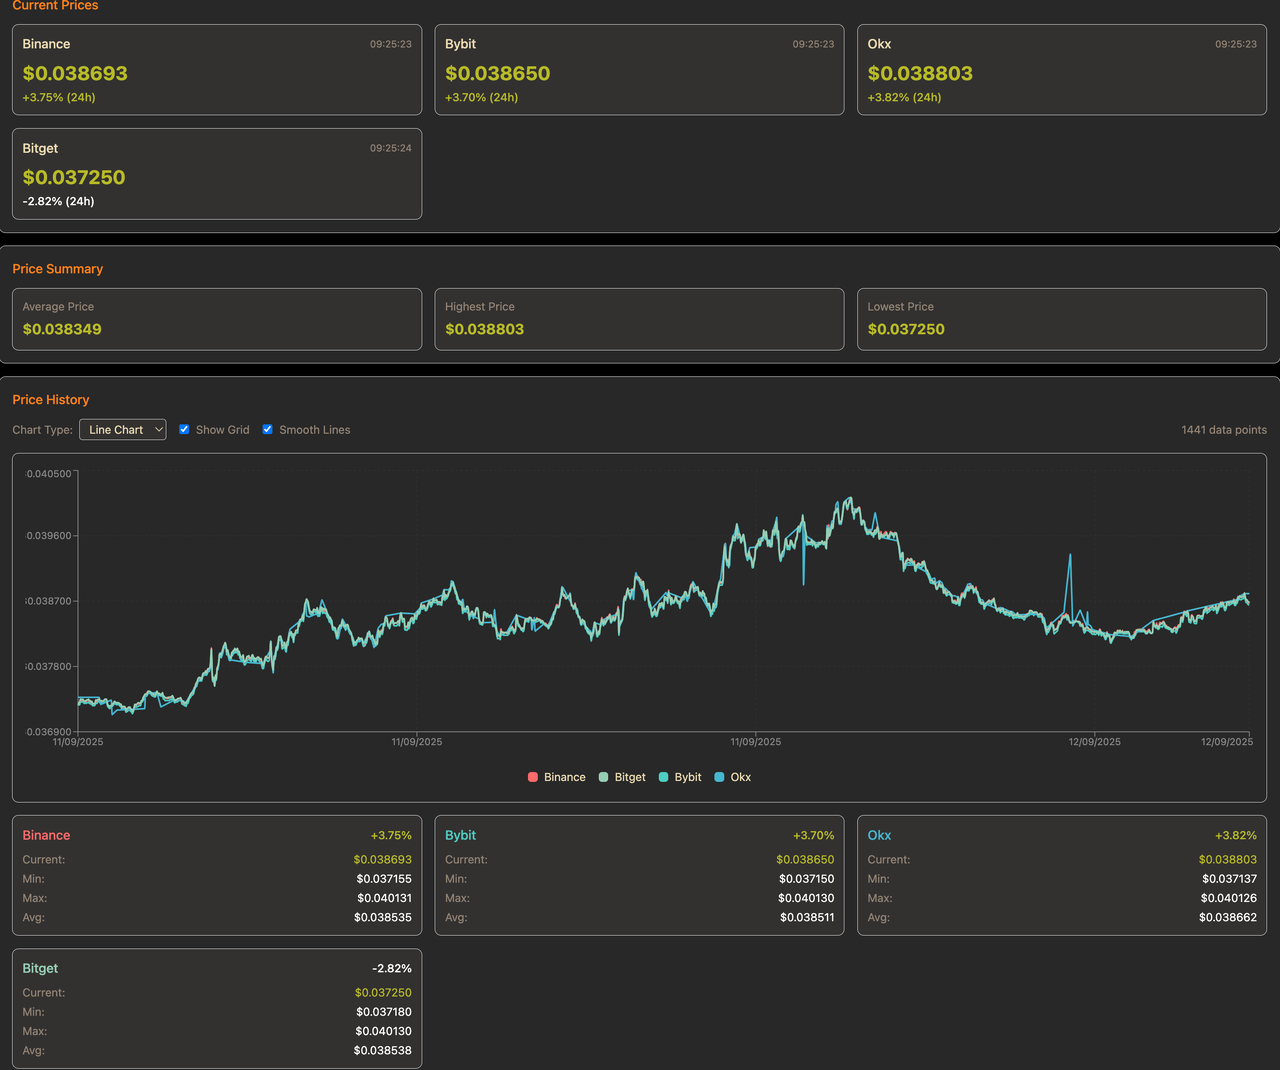 Current Prices
Binance 09:25:23
$0.038693
+3.75% (24h)
Bybit 09:25:23
$0.038650
+3.70% (24h)
Okx 09:25:23
$0.038803
+3.82% (24h)
Bitget 09:25:24
$0.037250
-2.82% (24h)
Price Summary
Average Price
$0.038349
Highest Price
$0.038803
Lowest Price
$0.037250
Price History
Chart Type: Line Chart Show Grid Smooth Lines 1441 data points
0.040500
0.039600
0.038700
0.037800
0.036900
11/09/2025 11/09/2025 11/09/2025 12/09/2025 12/09/2025
Binance Bitget Bybit Okx
Binance +3.75%
Current: $0.038693
Min: $0.037155
Max: $0.040131
Avg: $0.038535
Bybit +3.70%
Current: $0.038650
Min: $0.037150
Max: $0.040130
Avg: $0.038511
Okx +3.82%
Current: $0.038803
Min: $0.037137
Max: $0.040126
Avg: $0.038662
Bitget -2.82%
Current: $0.037250
Min: $0.037180
Max: $0.040130
Avg: $0.038538